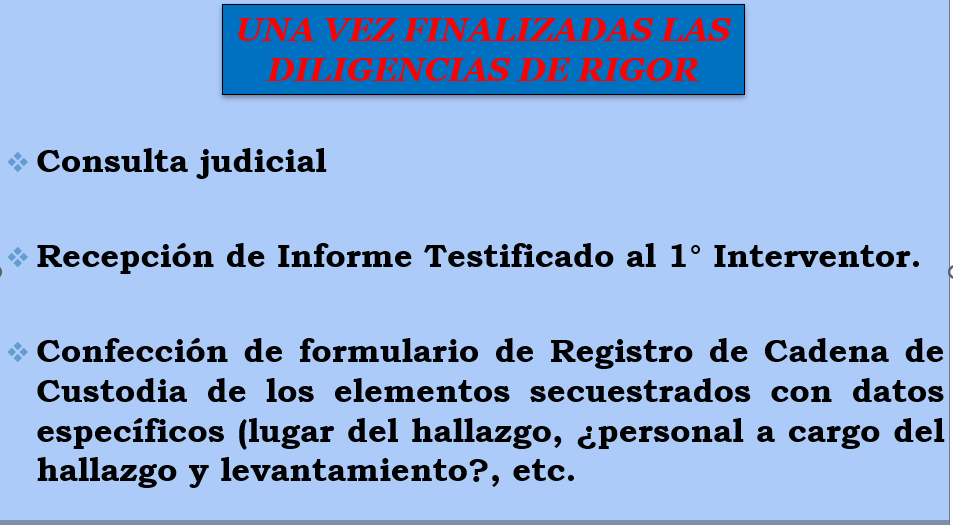 UNA VEZ FINALIZADAS LAS
DILIGENCIAS DE RIGOR
Consulta judicial
Recepción de Informe Testificado al 1° Interventor.
Confección de formulario de Registro de Cadena de
Custodia de los elementos secuestrados con datos
específicos (lugar del hallazgo, ¿personal a cargo del
hallazgo y levantamiento?, etc.